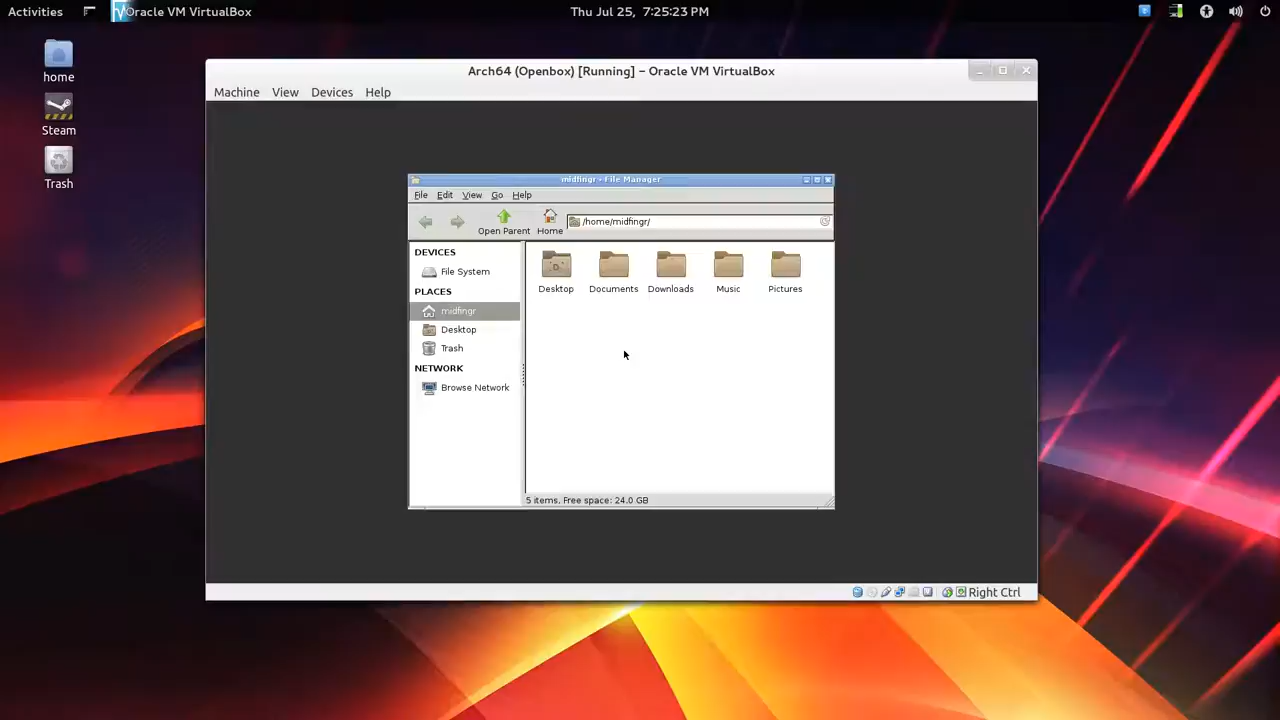 Activities
Oracle VM VirtualBox
Thu Jul 25, 7:25:23 PM
home
Steam
Trash
Arch64 (Openbox) [Running] – Oracle VM VirtualBox
Machine View Devices Help
midfingr - File Manager
File Edit View Go Help
Open Parent Home /home/midfingr/
DEVICES
File System
PLACES
midfingr
Desktop
Trash
NETWORK
Browse Network
Desktop Documents Downloads Music Pictures
5 items, Free space: 24.0 GB
Right Ctrl